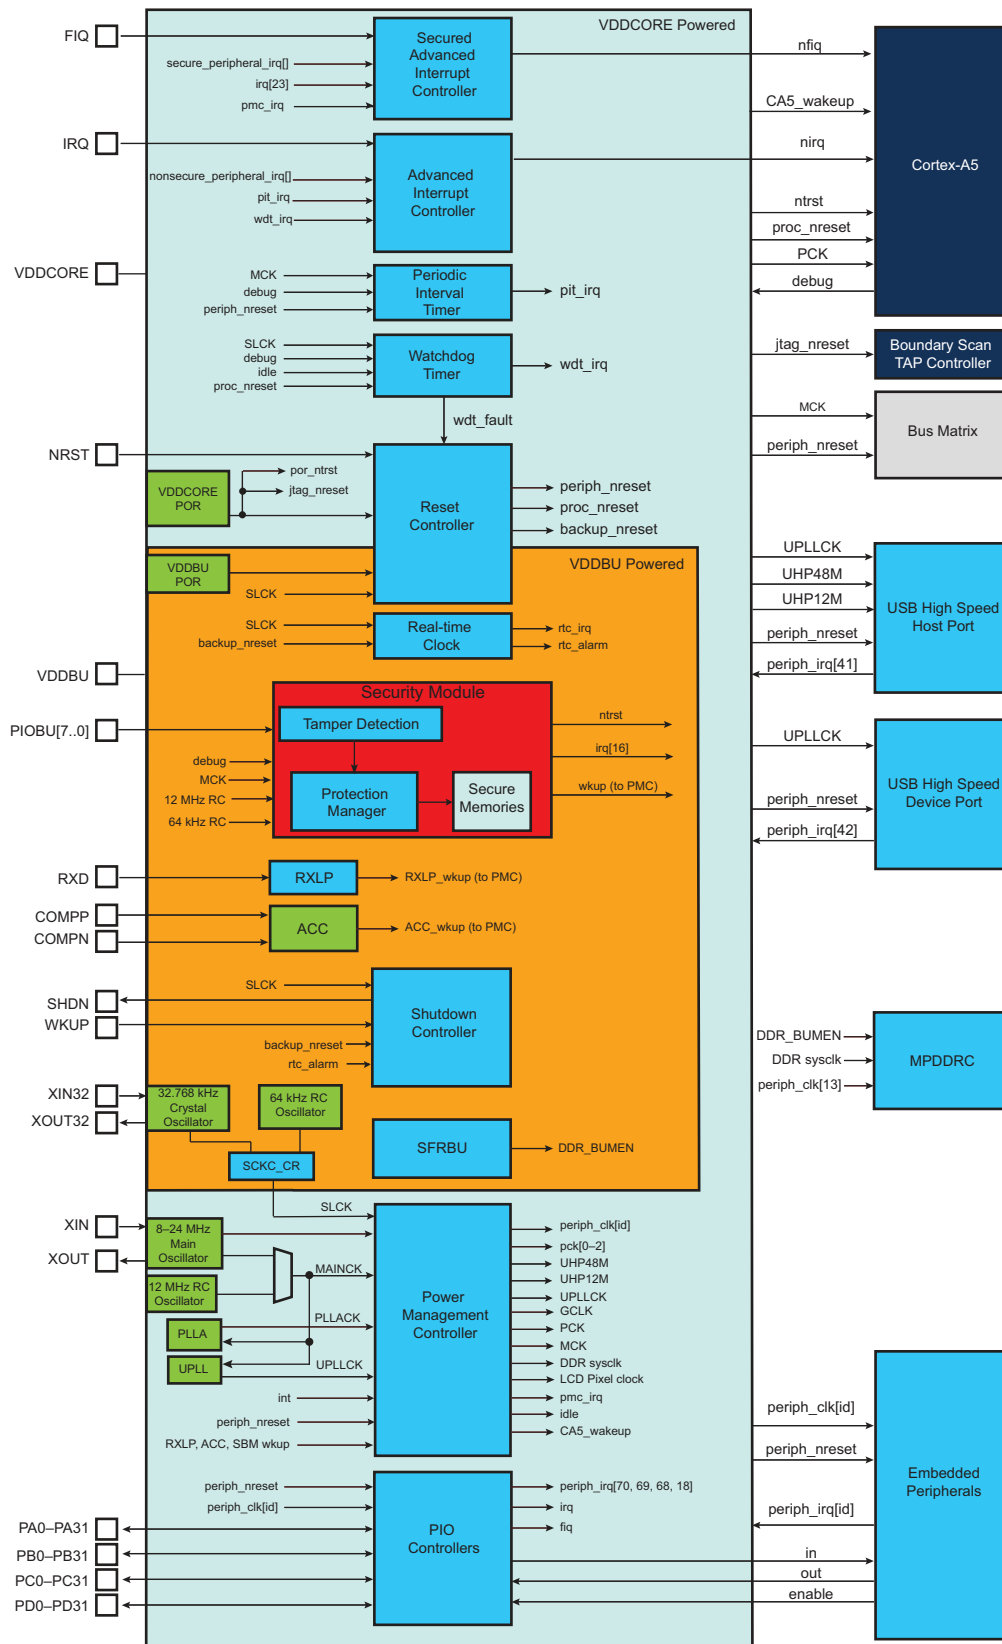 VDDCORE Powered
FIQ
Secured
Advanced
Interrupt
Controller
secure_peripheral_irq[]
irq[23]
pmc_irq
nfiq
CA5_wakeup
Cortex-A5
IRQ
Advanced
Interrupt
Controller
nonsecure_peripheral_irq[]
pit_irq
wdt_irq
nirq
ntrst
proc_nreset
PCK
debug
VDDCORE
MCK
debug
periph_nreset
Periodic
Interval
Timer
pit_irq
SLCK
debug
idle
proc_nreset
Watchdog
Timer
wdt_irq
jtag_nreset
Boundary Scan
TAP Controller
wdt_fault
MCK
periph_nreset
Bus Matrix
NRST
VDDCORE
POR
por_ntrst
jtag_nreset
Reset
Controller
periph_nreset
proc_nreset
backup_nreset
VDDBU Powered
VDDBU
POR
SLCK
UPLLCK
UHP48M
UHP12M
periph_nreset
periph_irq[41]
USB High Speed
Host Port
SLCK
backup_nreset
Real-time
Clock
rtc_irq
rtc_alarm
VDDBU
PIOBU[7..0]
Security Module
Tamper Detection
Protection
Manager
Secure
Memories
debug
MCK
12 MHz RC
64 kHz RC
ntrst
irq[16]
wkup (to PMC)
UPLLCK
periph_nreset
periph_irq[42]
USB High Speed
Device Port
RXD
RXLP
RXLP_wkup (to PMC)
COMPP
COMPN
ACC
ACC_wkup (to PMC)
SHDN
WKUP
SLCK
backup_nreset
rtc_alarm
Shutdown
Controller
DDR_BUMEN
DDR sysclk
periph_clk[13]
MPDDRC
XIN32
XOUT32
32.768 kHz
Crystal
Oscillator
64 kHz RC
Oscillator
SCKC_CR
SFRBU
DDR_BUMEN
SLCK
XIN
XOUT
8–24 MHz
Main
Oscillator
12 MHz RC
Oscillator
MAINCK
PLLACK
PLLA
UPLL
UPLLCK
int
periph_nreset
RXLP, ACC, SBM wkup
Power
Management
Controller
periph_clk[id]
pck[0–2]
UHP48M
UHP12M
UPLLCK
GCLK
PCK
MCK
DDR sysclk
LCD Pixel clock
pmc_irq
idle
CA5_wakeup
periph_clk[id]
periph_nreset
periph_irq[id]
in
out
enable
Embedded
Peripherals
periph_nreset
periph_clk[id]
PIO
Controllers
periph_irq[70, 69, 68, 18]
irq
fiq
PA0–PA31
PB0–PB31
PC0–PC31
PD0–PD31